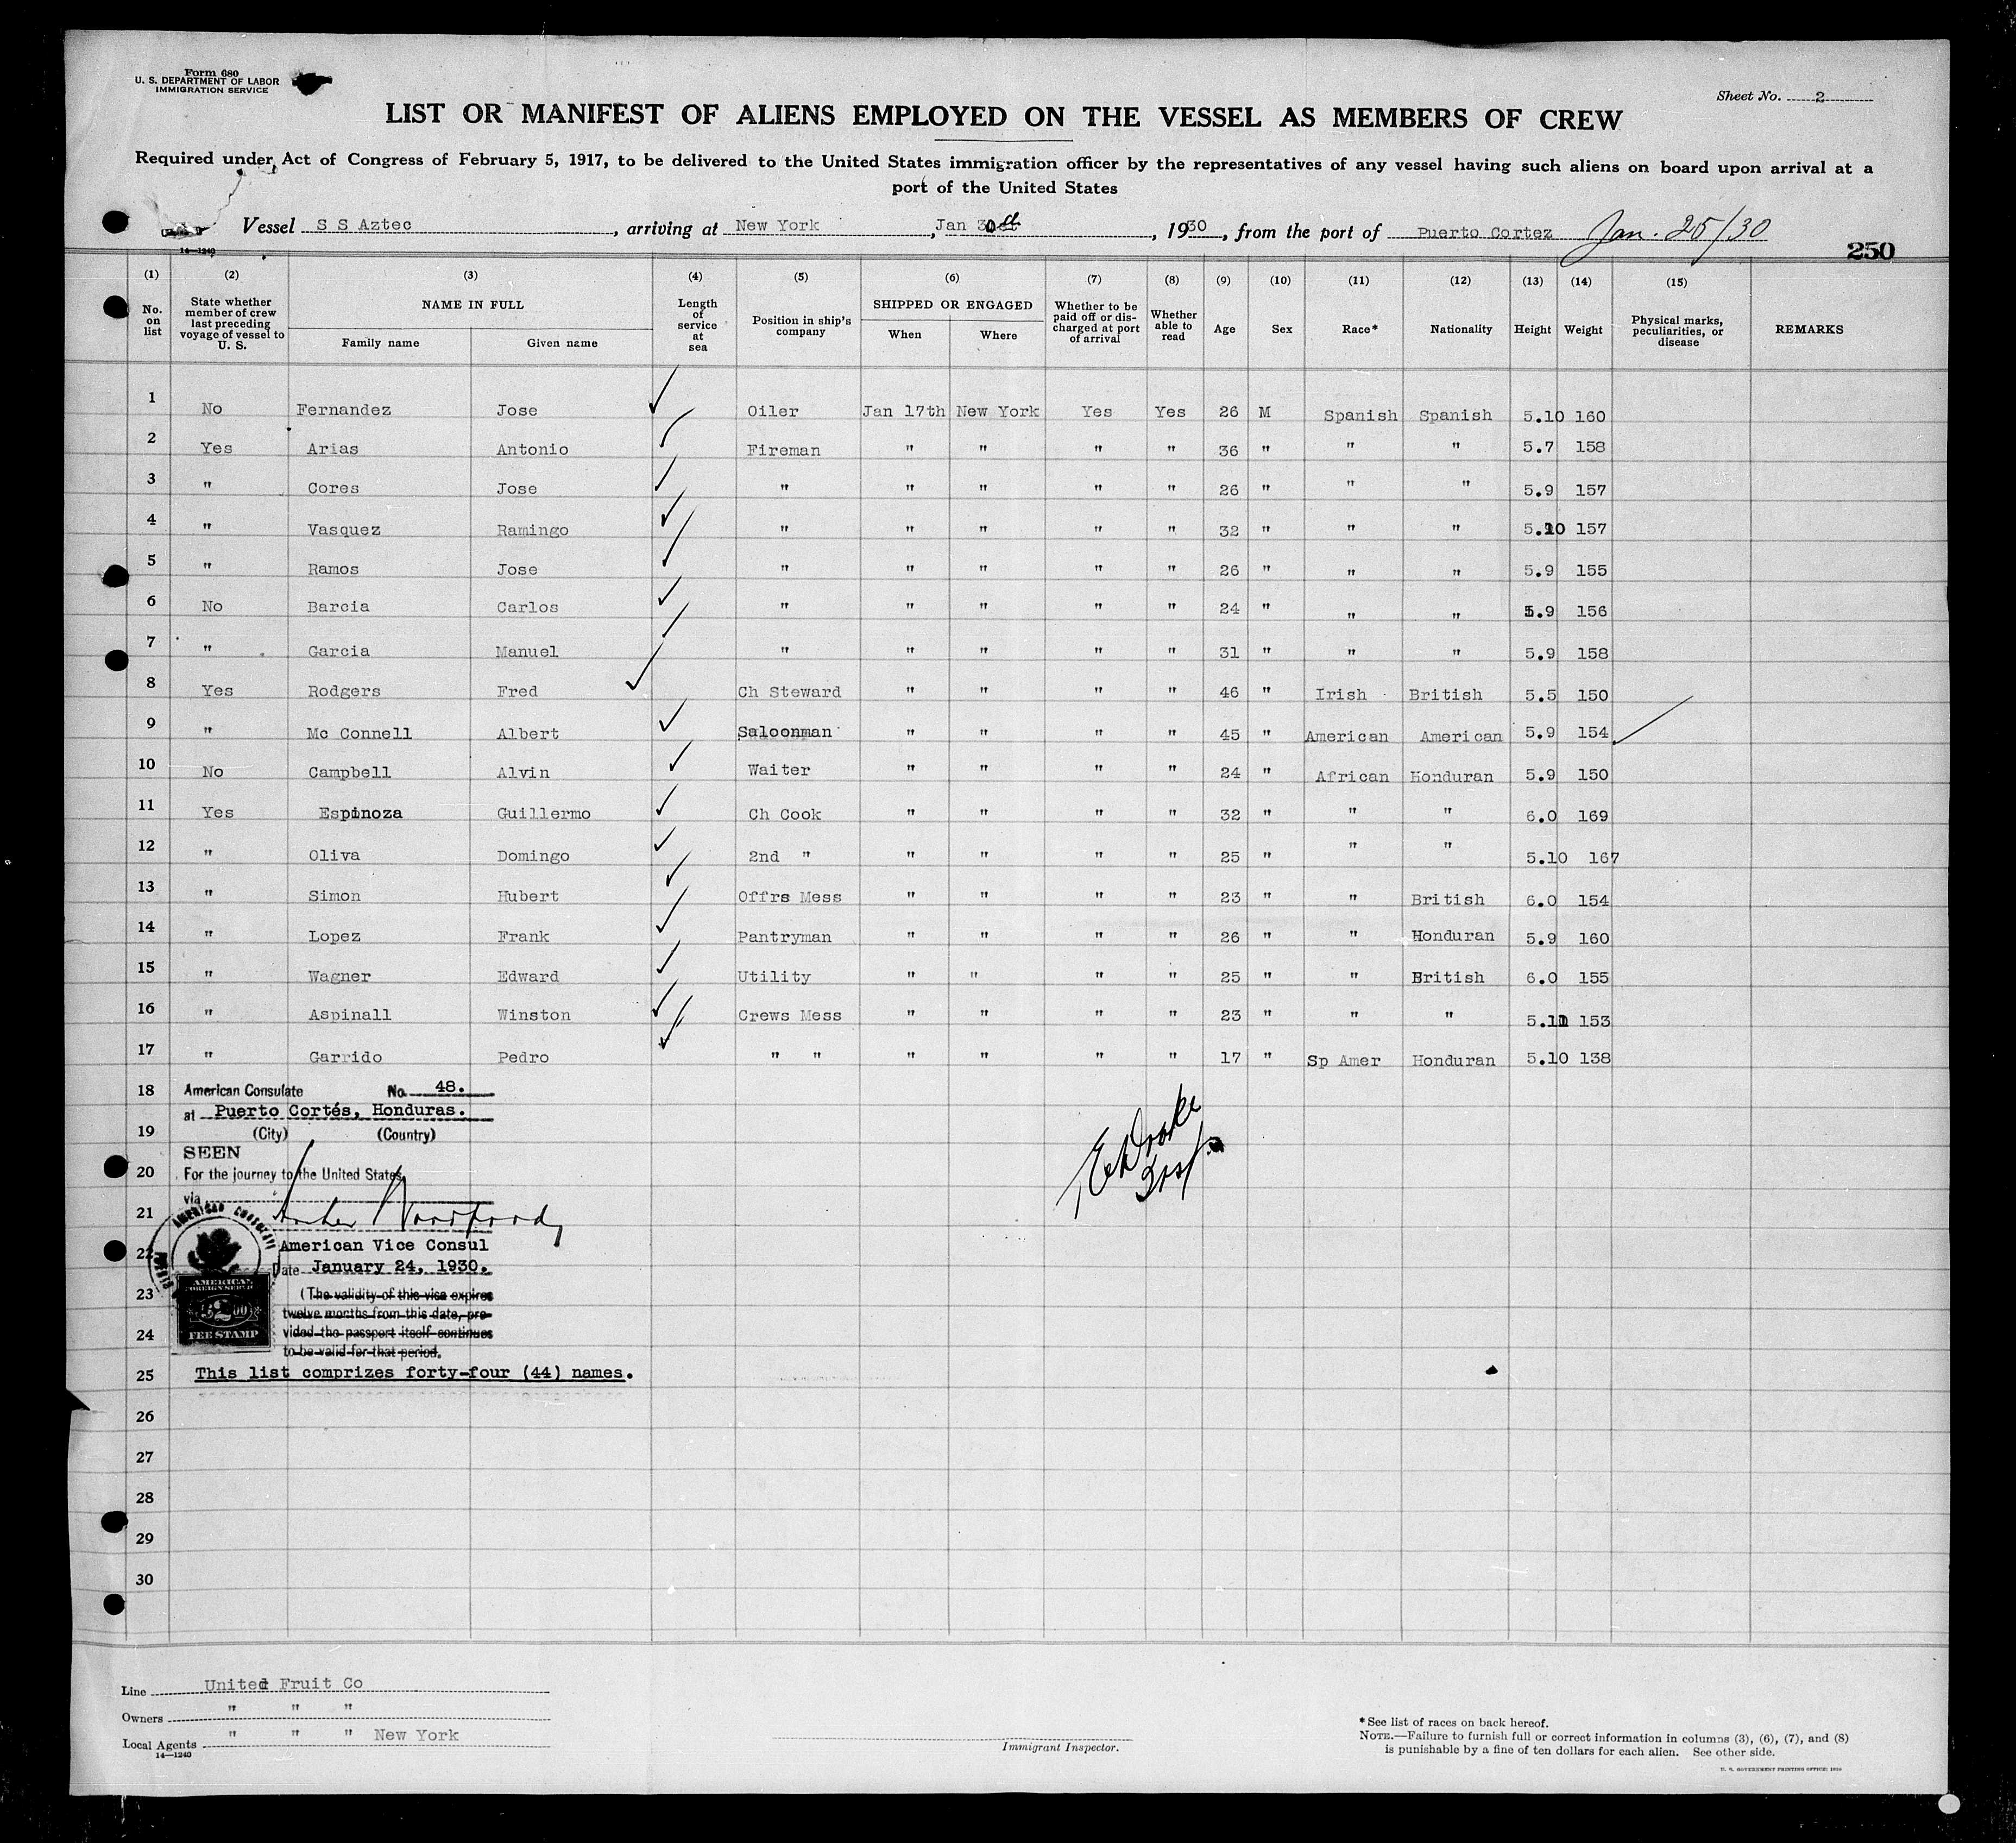 Form 680
U. S. DEPARTMENT OF LABOR
IMMIGRATION SERVICE
Sheet No. 2
LIST OR MANIFEST OF ALIENS EMPLOYED ON THE VESSEL AS MEMBERS OF CREW
Required under Act of Congress of February 5, 1917, to be delivered to the United States immigration officer by the representatives of any vessel having such aliens on board upon arrival at a
port of the United States
Vessel S S Aztec, arriving at New York, Jan 30, 1930, from the port of Puerto Cortez Jan. 25/30
14—1240
250
(1) (2) (3) (4) (5) (6) (7) (8) (9) (10) (11) (12) (13) (14) (15)
No. on list State whether member of crew last preceding voyage of vessel to U. S. NAME IN FULL Family name Given name Length of service at sea Position in ship's company SHIPPED OR ENGAGED When Where Whether to be paid off or discharged at port of arrival Whether able to read Age Sex Race* Nationality Height Weight Physical marks, peculiarities, or disease REMARKS
1 No Fernandez Jose Oiler Jan 17th New York Yes Yes 26 M Spanish Spanish 5.10 160
2 Yes Arias Antonio Fireman " " " " 36 " " " 5.7 158
3 " Cores Jose " " " " " 26 " " " 5.9 157
4 " Vasquez Ramingo " " " " " 32 " " " 5.10 157
5 " Ramos Jose " " " " " 26 " " " 5.9 155
6 No Barcia Carlos " " " " " 24 " " " 5.9 156
7 " Garcia Manuel " " " " " 31 " " " 5.9 158
8 Yes Rodgers Fred Ch Steward " " " " 46 " Irish British 5.5 150
9 " Mc Connell Albert Saloonman " " " " 45 " American American 5.9 154
10 No Campbell Alvin Waiter " " " " 24 " African Honduran 5.9 150
11 Yes Espinoza Guillermo Ch Cook " " " " 32 " " " 6.0 169
12 " Oliva Domingo 2nd " " " " " 25 " " " 5.10 167
13 " Simon Hubert Offrs Mess " " " " 23 " " British 6.0 154
14 " Lopez Frank Pantryman " " " " 26 " " Honduran 5.9 160
15 " Wagner Edward Utility " " " " 25 " " British 6.0 155
16 " Aspinall Winston Crews Mess " " " " 23 " " " 5.11 153
17 " Garrido Pedro " " " " " " 17 " Sp Amer Honduran 5.10 138
18 American Consulate No. 48.
at Puerto Cortés, Honduras.
19 (City) (Country)
SEEN
20 For the journey to the United States
via
21
22 American Vice Consul
Date January 24, 1930.
23 (The validity of this visa expires
twelve months from this date, pro-
24 vided the passport itself continues
to be valid for that period.
AMERICAN
FEE STAMP
25 This list comprizes forty-four (44) names.
26
27
28
29
30
Line United Fruit Co
Owners " " "
Local Agents " " " New York
14—1240
Immigrant Inspector.
*See list of races on back hereof.
NOTE.—Failure to furnish full or correct information in columns (3), (6), (7), and (8)
is punishable by a fine of ten dollars for each alien. See other side.